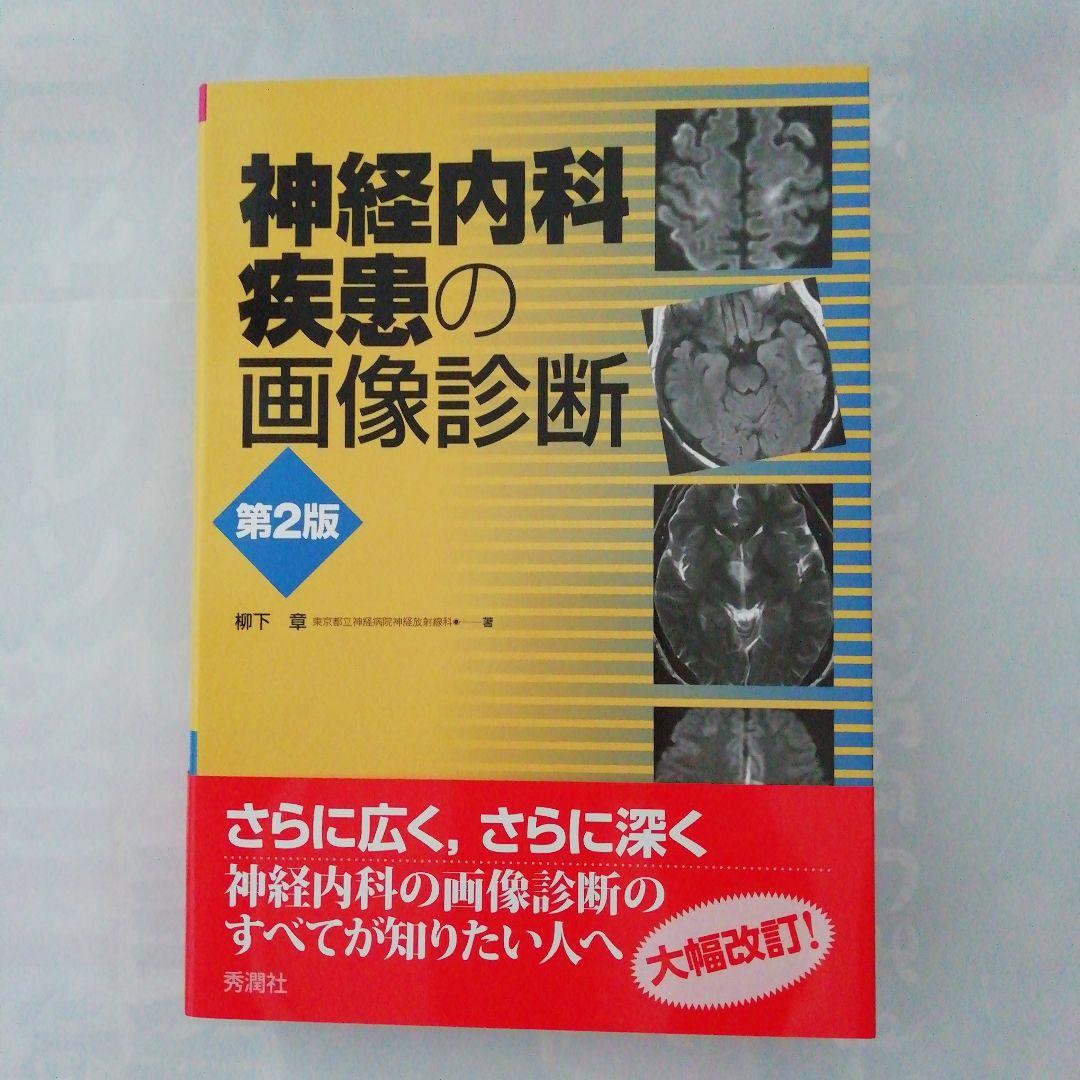 神経内科
疾患の
画像診断
第2版
柳下 章 東京都立神経病院神経放射線科●──著
さらに広く，さらに深く
神経内科の画像診断の
すべてが知りたい人へ
大幅改訂！
秀潤社